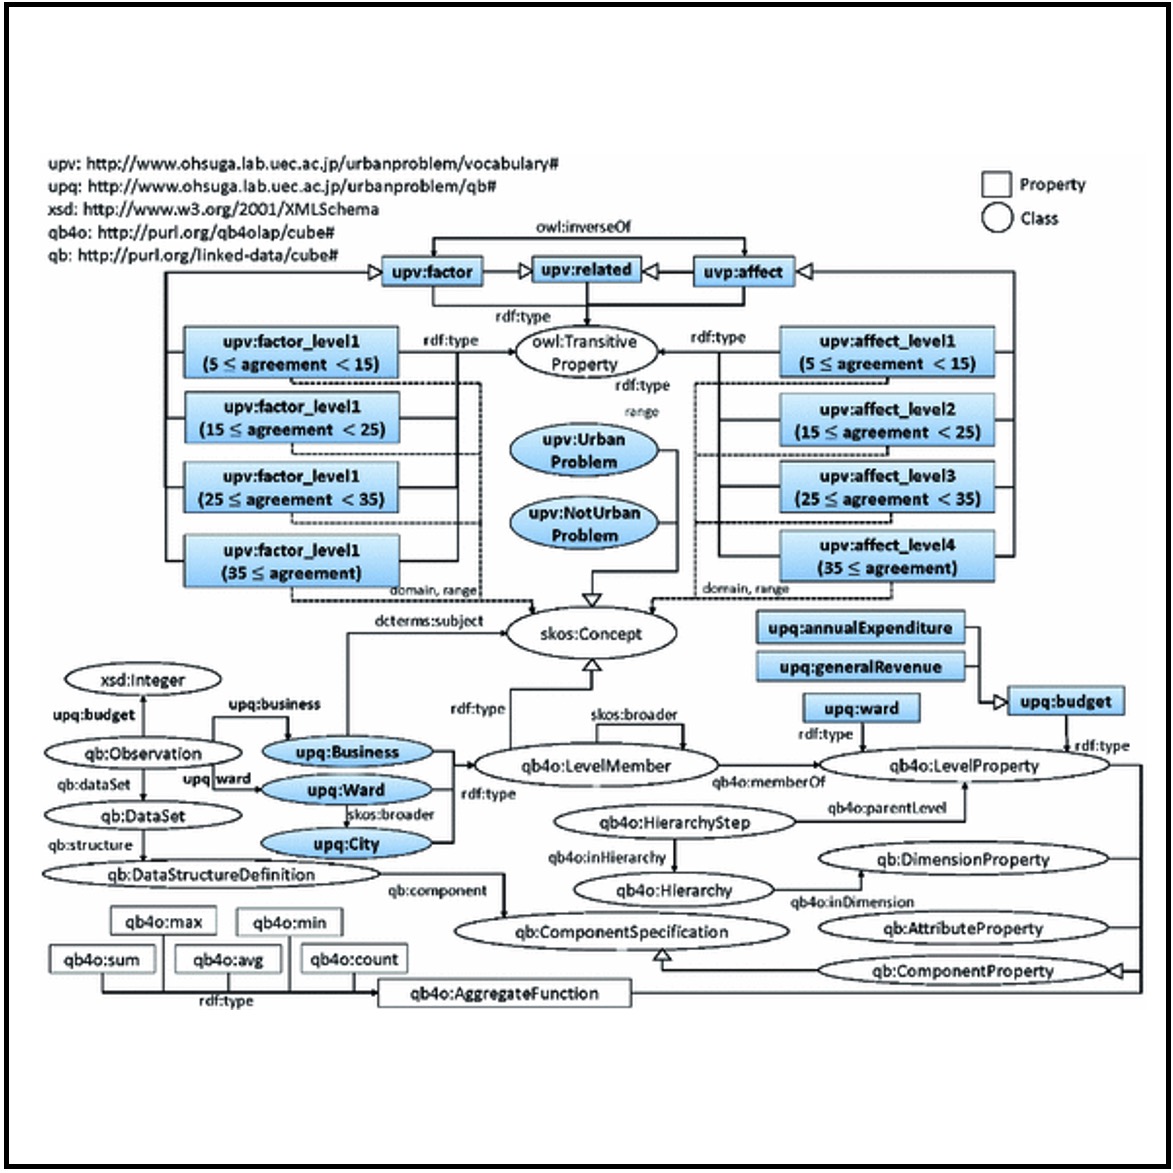 upv: http://www.ohsuga.lab.uec.ac.jp/urbanproblem/vocabulary#
upq: http://www.ohsuga.lab.uec.ac.jp/urbanproblem/qb#
xsd: http://www.w3.org/2001/XMLSchema
qb4o: http://purl.org/qb4olap/cube#
qb: http://purl.org/linked-data/cube#
Property
Class
owl:inverseOf
upv:factor
upv:related
uvp:affect
rdf:type
owl:Transitive
Property
rdf:type
rdf:type
rdf:type
upv:factor_level1
(5 ≤ agreement < 15)
upv:factor_level1
(15 ≤ agreement < 25)
upv:factor_level1
(25 ≤ agreement < 35)
upv:factor_level1
(35 ≤ agreement)
domain, range
upv:affect_level1
(5 ≤ agreement < 15)
upv:affect_level2
(15 ≤ agreement < 25)
upv:affect_level3
(25 ≤ agreement < 35)
upv:affect_level4
(35 ≤ agreement)
domain, range
range
upv:Urban
Problem
upv:NotUrban
Problem
dcterms:subject
skos:Concept
upq:annualExpenditure
upq:generalRevenue
upq:ward
upq:budget
rdf:type
rdf:type
xsd:Integer
upq:budget
upq:business
qb:Observation
upq:Business
upq:ward
qb:dataSet
upq:Ward
qb:DataSet
skos:broader
qb:structure
upq:City
qb:DataStructureDefinition
rdf:type
skos:broader
qb4o:LevelMember
rdf:type
qb4o:memberOf
qb4o:LevelProperty
qb4o:HierarchyStep
qb4o:parentLevel
qb4o:inHierarchy
qb:DimensionProperty
qb4o:HIerarchy
qb4o:inDimension
qb:component
qb:ComponentSpecification
qb:AttributeProperty
qb:ComponentProperty
qb4o:max
qb4o:min
qb4o:sum
qb4o:avg
qb4o:count
rdf:type
qb4o:AggregateFunction